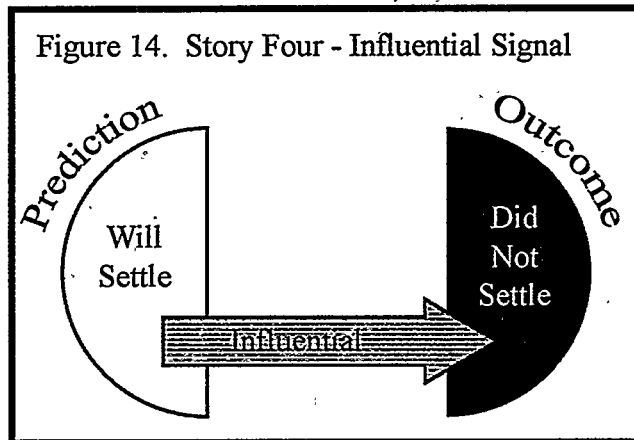 Figure 14. Story Four - Influential Signal
Prediction
Outcome
Will
Settle
Did
Not
Settle
Influential